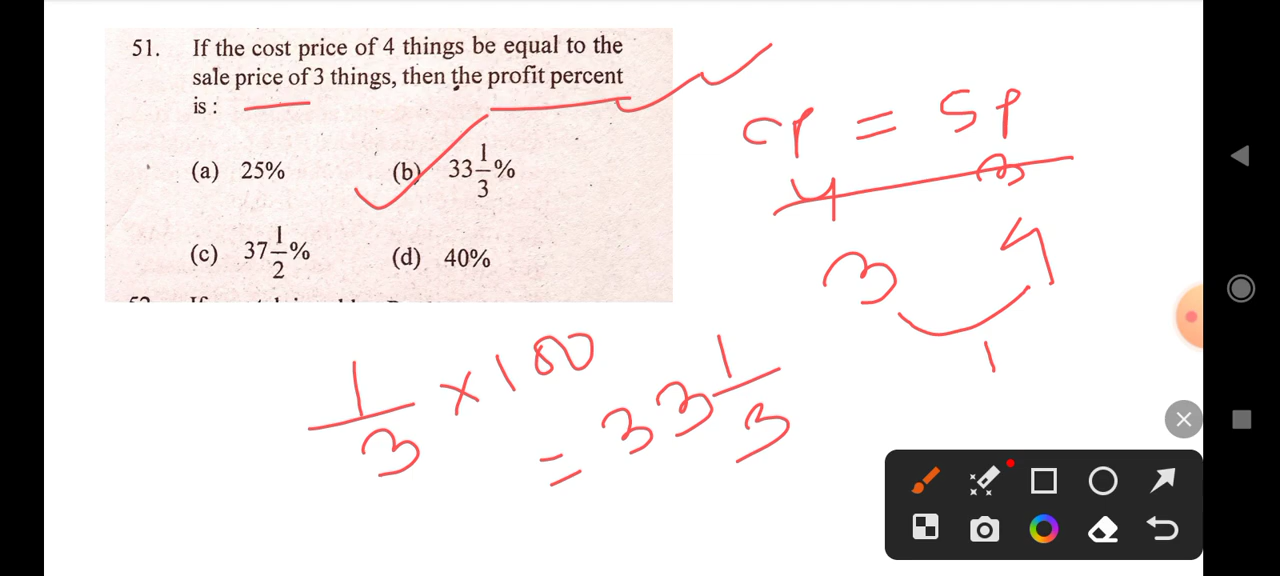 51. If the cost price of 4 things be equal to the
sale price of 3 things, then the profit percent
is :
(a) 25% (b) 33 1/3 %
(c) 37 1/2 % (d) 40%
CP = SP
4 3
3 4
1
1/3 × 100
= 33 1/3